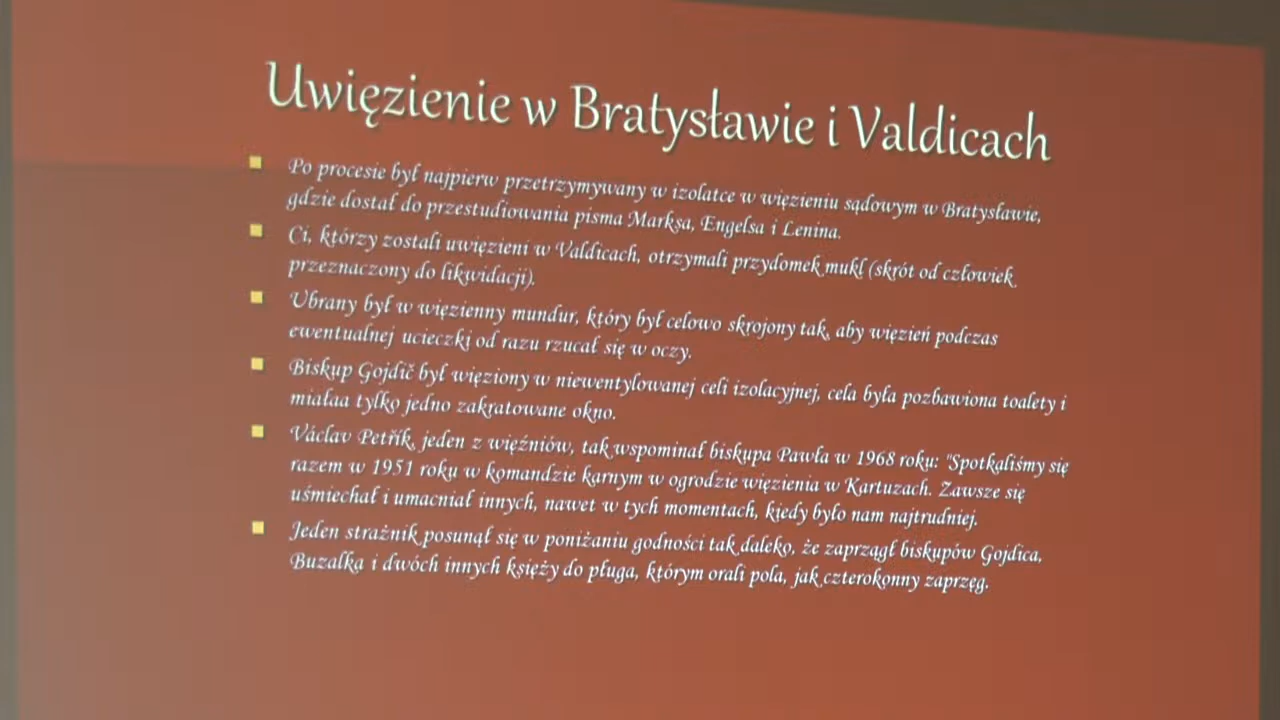 Uwięzienie w Bratysławie i Valdicach
Po procesie był najpierw przetrzymywany w izolatce w więzieniu sądowym w Bratysławie,
gdzie dostał do przestudiowania pisma Marksa, Engelsa i Lenina.
Ci, którzy zostali uwięzieni w Valdicach, otrzymali przydomek mukl (skrót od człowiek
przeznaczony do likwidacji).
Ubrany był w więzienny mundur, który był celowo skrojony tak, aby więzień podczas
ewentualnej ucieczki od razu rzucał się w oczy.
Biskup Gojdič był więziony w niewentylowanej celi izolacyjnej, cela była pozbawiona toalety i
miałaa tylko jedno zakratowane okno.
Václav Petřík, jeden z więźniów, tak wspominał biskupa Pawła w 1968 roku: "Spotkaliśmy się
razem w 1951 roku w komandzie karnym w ogrodzie więzienia w Kartuzach. Zawsze się
uśmiechał i umacniał innych, nawet w tych momentach, kiedy było nam najtrudniej.
Jeden strażnik posunął się w poniżaniu godności tak daleko, że zaprzągł biskupów Gojdica,
Buzalka i dwóch innych księży do pługa, którym orali pola, jak czterokonny zaprzęg.